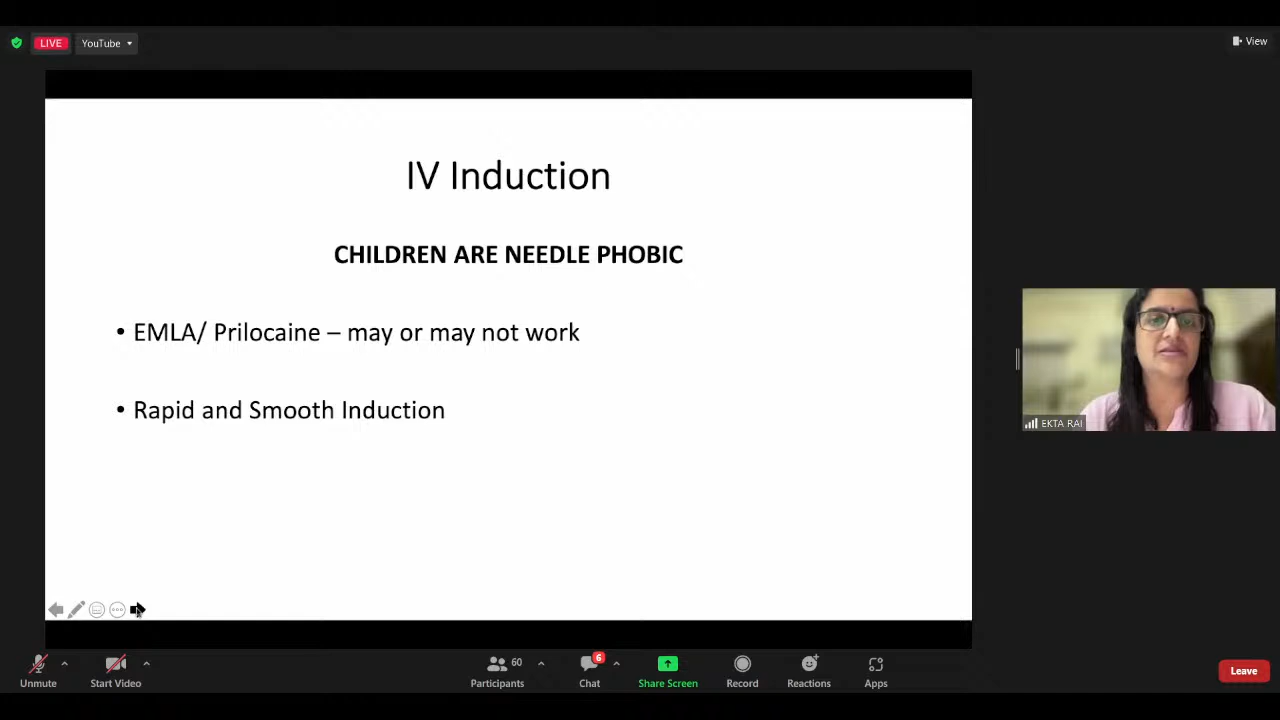 LIVE
YouTube
View
IV Induction
CHILDREN ARE NEEDLE PHOBIC
• EMLA/ Prilocaine – may or may not work
• Rapid and Smooth Induction
EKTA RAI
Unmute
Start Video
Participants
60
Chat
6
Share Screen
Record
Reactions
Apps
Leave